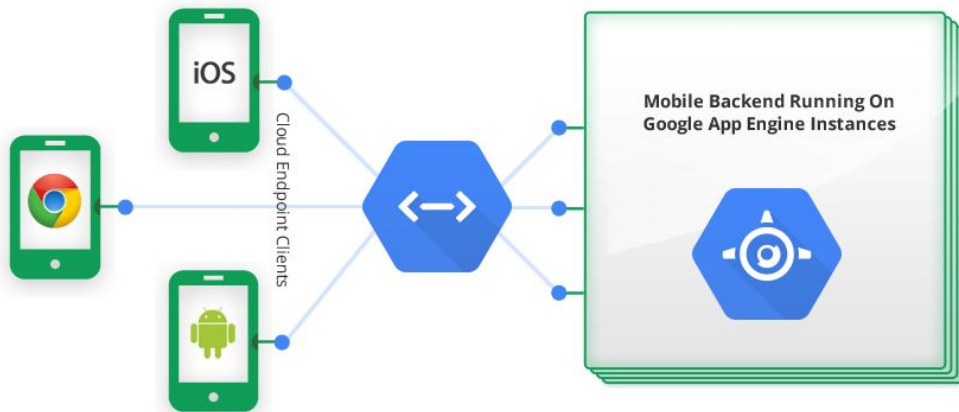 iOS
Cloud Endpoint Clients
Mobile Backend Running On
Google App Engine Instances